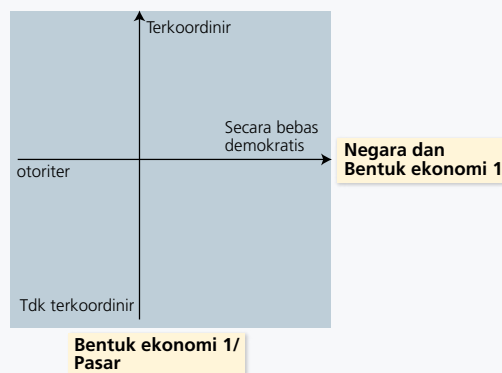 Terkoordinir
Secara bebas
demokratis
otoriter
Negara dan
Bentuk ekonomi 1
Tdk terkoordinir
Bentuk ekonomi 1/
Pasar